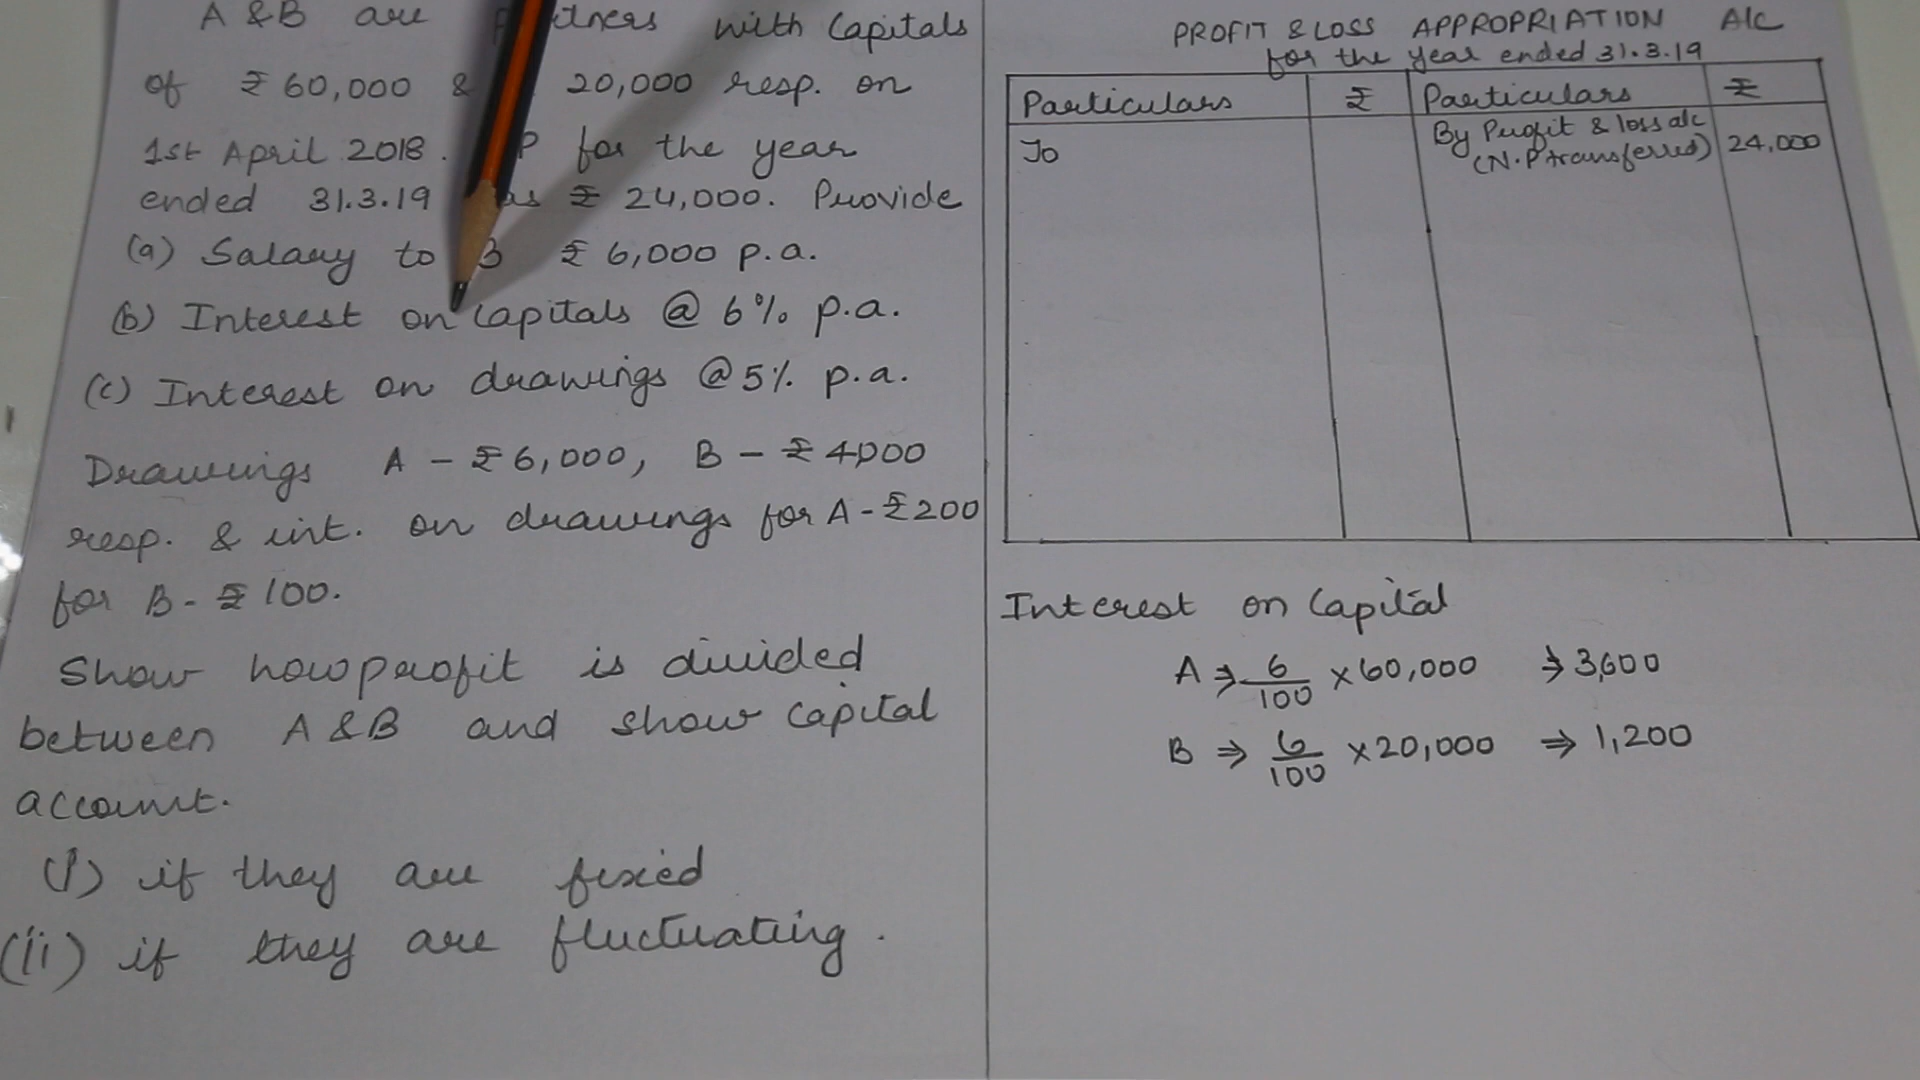 A & B are with Capitals
of ₹ 60,000 & 20,000 resp. on
1st April 2018. for the year
ended 31.3.19 ₹ 24,000. Provide
(a) Salary to B ₹ 6,000 p.a.
(b) Interest on Capitals @ 6% p.a.
(c) Interest on drawings @ 5% p.a.
Drawings A - ₹ 6,000, B - ₹ 4,000
resp. & int. on drawings for A - ₹ 200
for B - ₹ 100.
Show how profit is divided
between A & B and show capital
account.
(i) if they are fixed
(ii) if they are fluctuating.
PROFIT & LOSS APPROPRIATION A/c
for the year ended 31.3.19
Particulars ₹ Particulars ₹
To By Profit & loss a/c
(N.P transferred) 24,000
Interest on Capital
A ⇒ 6/100 × 60,000 ⇒ 3,600
B ⇒ 6/100 × 20,000 ⇒ 1,200